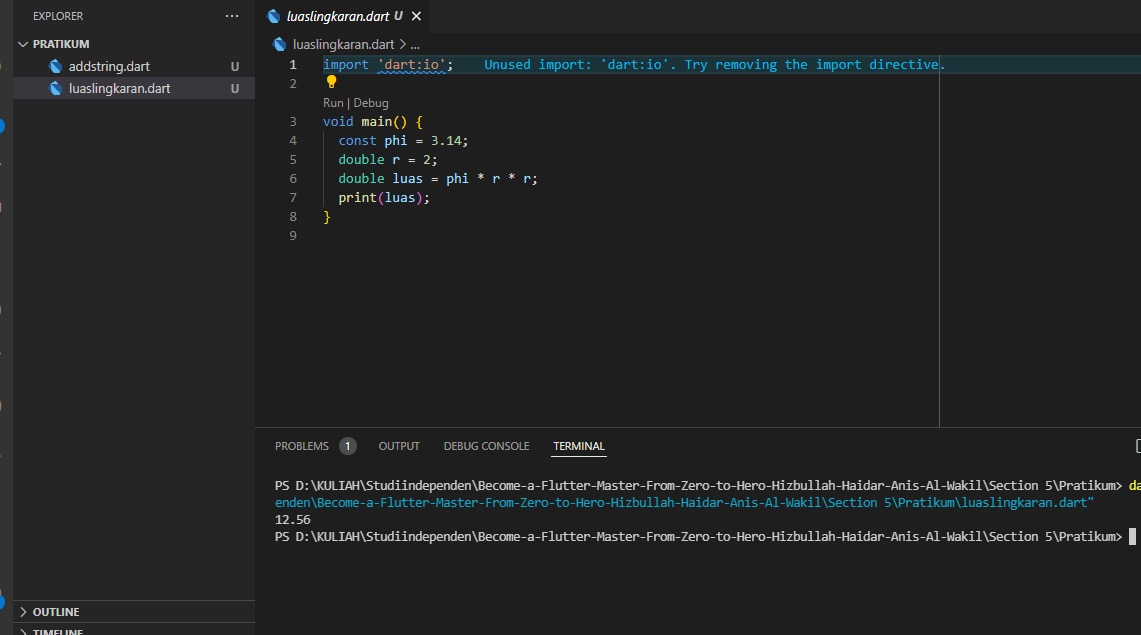 EXPLORER
PRATIKUM
addstring.dart U
luaslingkaran.dart U
OUTLINE
TIMELINE
luaslingkaran.dart U
luaslingkaran.dart > ...
1 import 'dart:io'; Unused import: 'dart:io'. Try removing the import directive.
2
Run | Debug
3 void main() {
4 const phi = 3.14;
5 double r = 2;
6 double luas = phi * r * r;
7 print(luas);
8 }
9
PROBLEMS 1 OUTPUT DEBUG CONSOLE TERMINAL
PS D:\KULIAH\Studiindependen\Become-a-Flutter-Master-From-Zero-to-Hero-Hizbullah-Haidar-Anis-Al-Wakil\Section 5\Pratikum> da
enden\Become-a-Flutter-Master-From-Zero-to-Hero-Hizbullah-Haidar-Anis-Al-Wakil\Section 5\Pratikum\luaslingkaran.dart"
12.56
PS D:\KULIAH\Studiindependen\Become-a-Flutter-Master-From-Zero-to-Hero-Hizbullah-Haidar-Anis-Al-Wakil\Section 5\Pratikum>